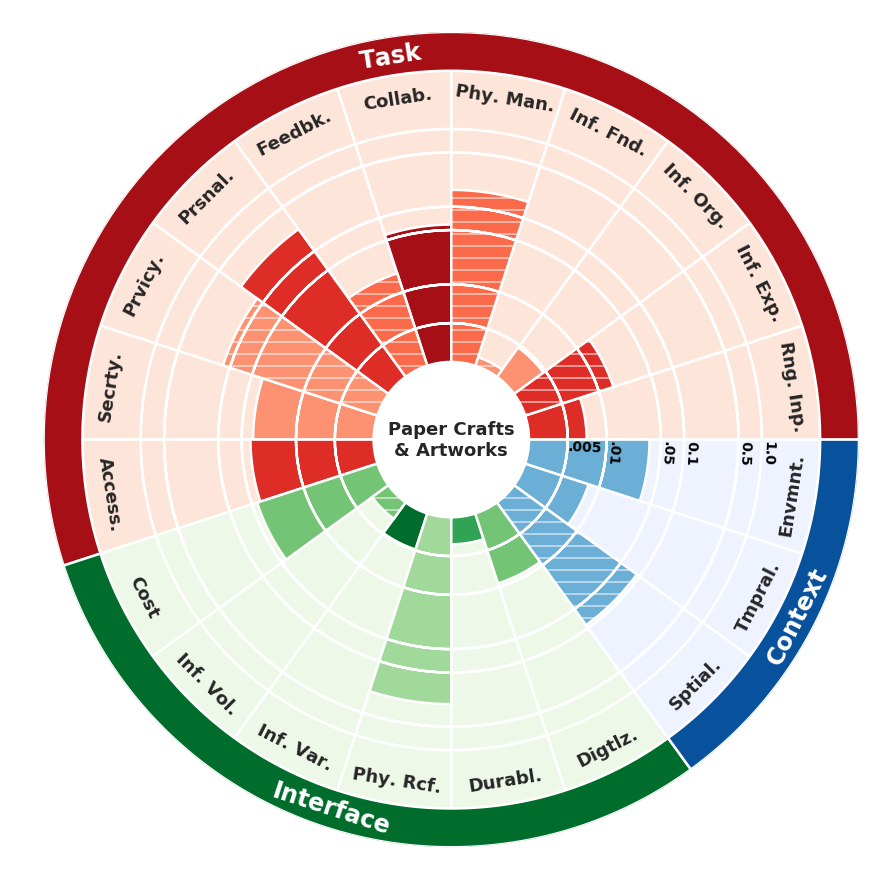 Task
Collab.
Phy. Man.
Feedbk.
Inf. Fnd.
Prsnal.
Inf. Org.
Prvicy.
Inf. Exp.
Secrty.
Rng. Inp.
Paper Crafts
& Artworks
.005
.01
.05
0.1
0.5
1.0
Access.
Envmnt.
Cost
Tmpral.
Context
Inf. Vol.
Sptial.
Inf. Var.
Digtlz.
Phy. Rcf.
Durabl.
Interface